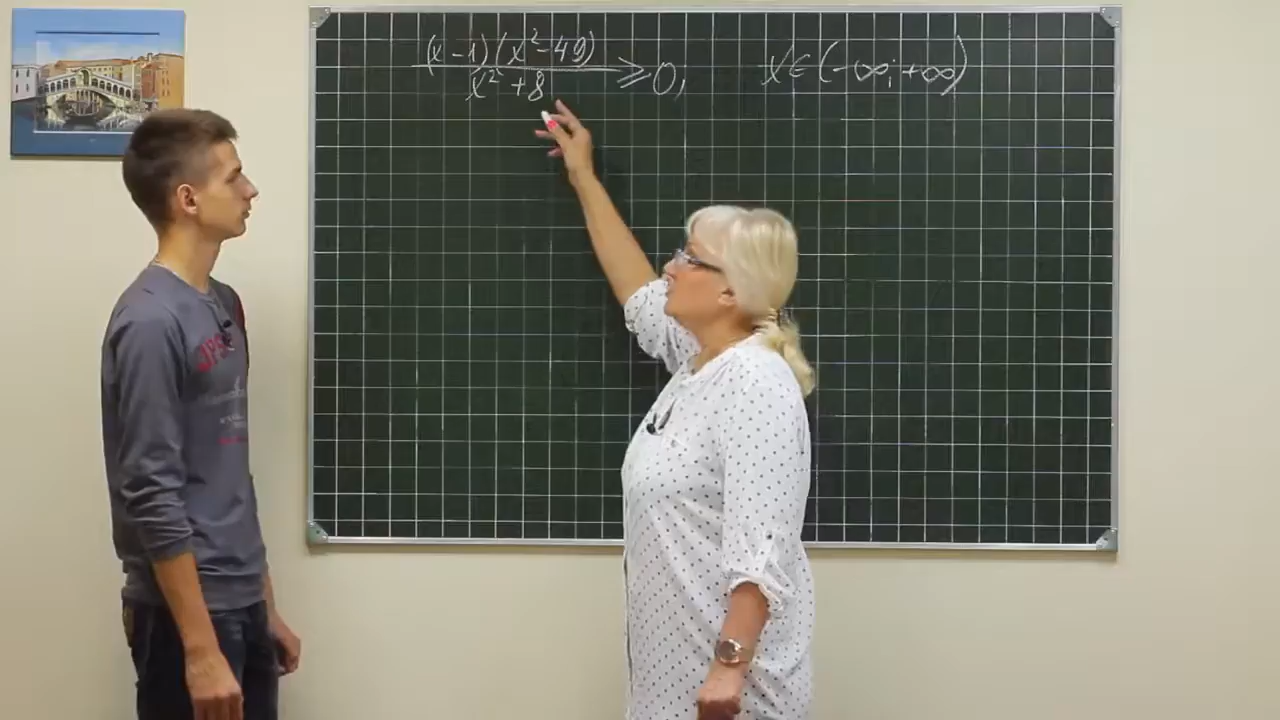 (x-1)(x²-49)
x²+8 ≥0,
x∈(-∞;+∞)